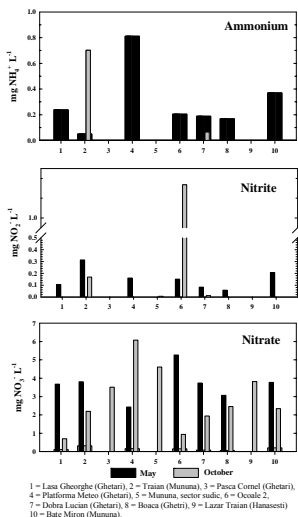 Ammonium
mg NH₄⁺ L⁻¹
0.8
0.6
0.4
0.2
0.0
1 2 3 4 5 6 7 8 9 10
Nitrite
mg NO₂⁻ L⁻¹
1.0
0.5
0.4
0.3
0.2
0.1
0.0
1 2 3 4 5 6 7 8 9 10
Nitrate
mg NO₃⁻ L⁻¹
7
6
5
4
3
2
1
0
1 2 3 4 5 6 7 8 9 10
May October
1 = Lasa Gheorghe (Ghetari), 2 = Traian (Mununa), 3 = Pasca Cornel (Ghetari),
4 = Platforma Meteo (Ghetari), 5 = Mununa, sector sudic, 6 = Ocoale 2,
7 = Dobra Lucian (Ghetari), 8 = Boaca (Ghetri), 9 = Lazar Traian (Hanasesti)
10 = Bate Miron (Mununa).